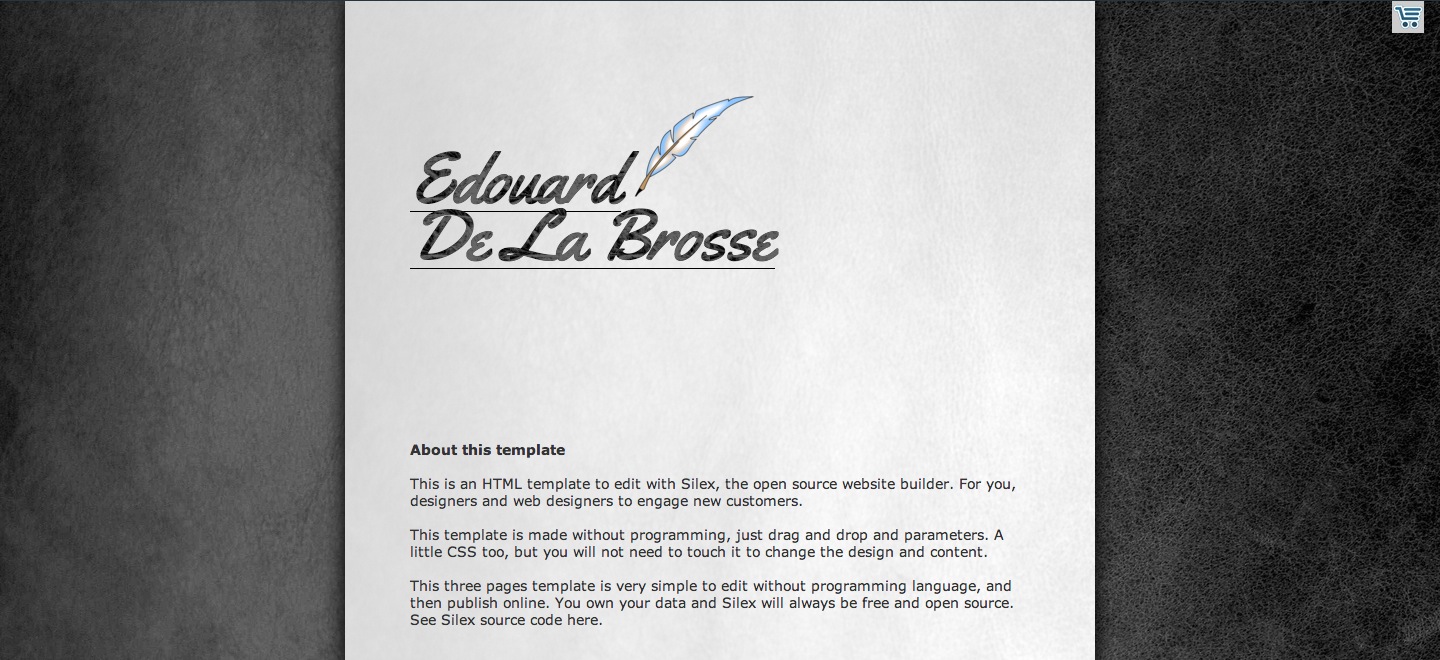 Edouard
De La Brosse
About this template
This is an HTML template to edit with Silex, the open source website builder. For you,
designers and web designers to engage new customers.
This template is made without programming, just drag and drop and parameters. A
little CSS too, but you will not need to touch it to change the design and content.
This three pages template is very simple to edit without programming language, and
then publish online. You own your data and Silex will always be free and open source.
See Silex source code here.